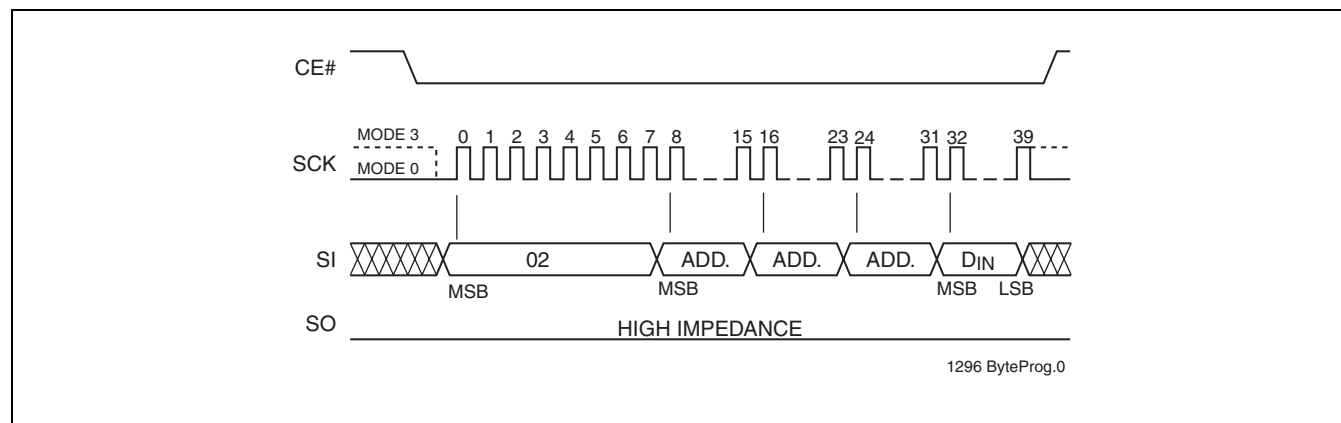 CE#
MODE 3
0 1 2 3 4 5 6 7 8 15 16 23 24 31 32 39
SCK
MODE 0
SI
02 ADD. ADD. ADD. DIN
MSB MSB MSB LSB
SO
HIGH IMPEDANCE
1296 ByteProg.0